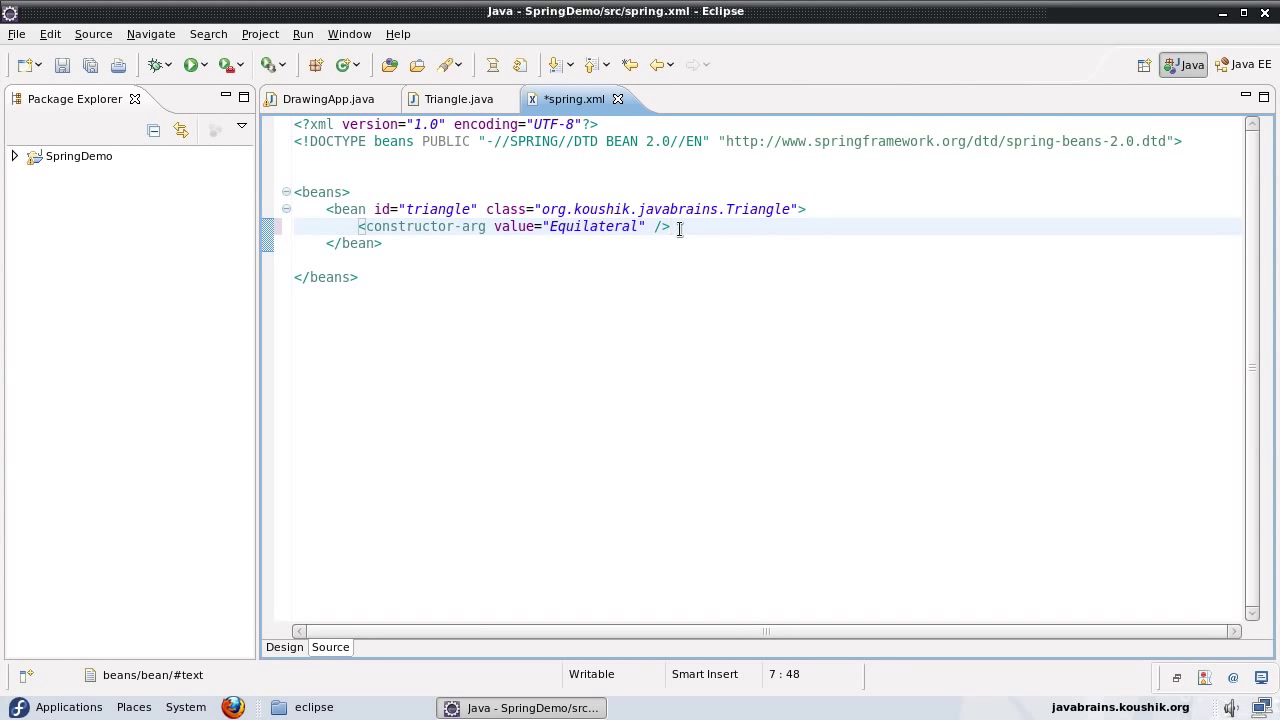 Java - SpringDemo/src/spring.xml - Eclipse
File Edit Source Navigate Search Project Run Window Help
Java Java EE
Package Explorer
DrawingApp.java Triangle.java *spring.xml
SpringDemo
<?xml version="1.0" encoding="UTF-8"?>
<!DOCTYPE beans PUBLIC "-//SPRING//DTD BEAN 2.0//EN" "http://www.springframework.org/dtd/spring-beans-2.0.dtd">
<beans>
<bean id="triangle" class="org.koushik.javabrains.Triangle">
<constructor-arg value="Equilateral" />
</bean>
</beans>
Design Source
beans/bean/#text Writable Smart Insert 7 : 48
Applications Places System eclipse Java - SpringDemo/src... javabrains.koushik.org